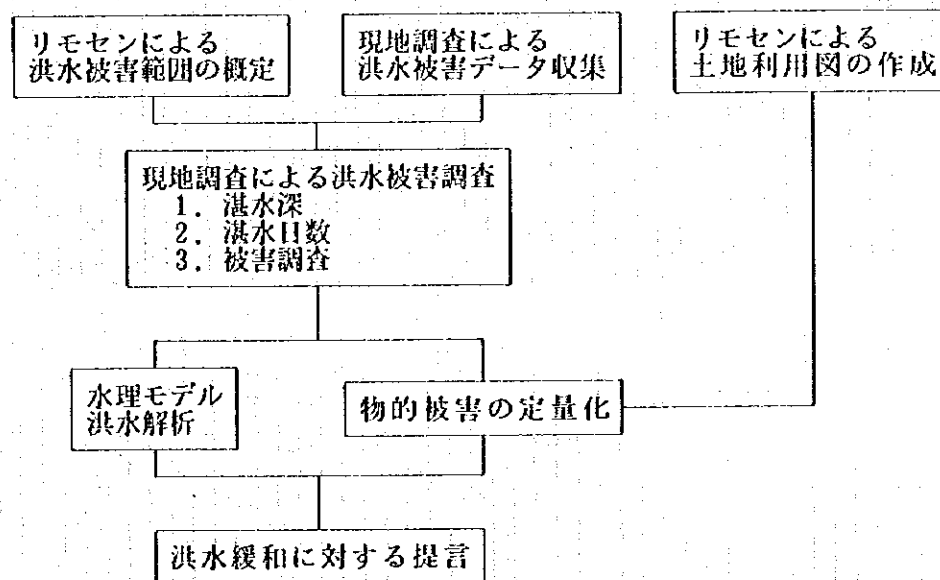 リモセンによる
洪水被害範囲の概定
現地調査による
洪水被害データ収集
リモセンによる
土地利用図の作成
現地調査による洪水被害調査
1. 湛水深
2. 湛水日数
3. 被害調査
水理モデル
洪水解析
物的被害の定量化
洪水緩和に対する提言